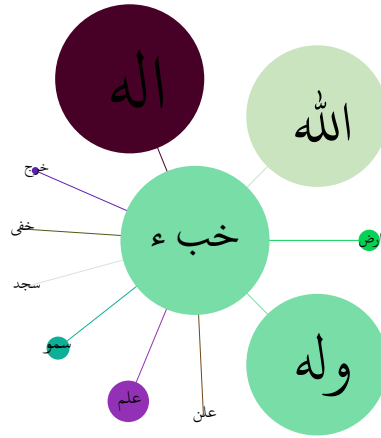 اله
الله
خرج
خفى
خب ء
ارض
سجد
سمو
وله
علم
علن